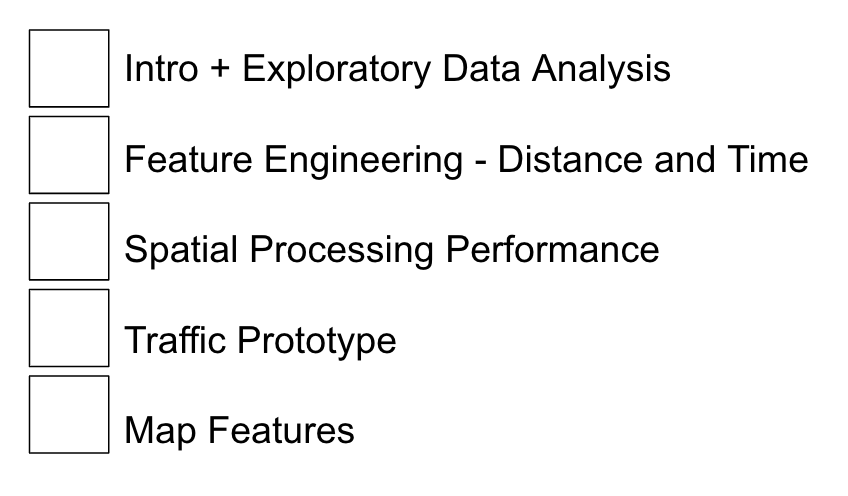 Intro + Exploratory Data Analysis
Feature Engineering - Distance and Time
Spatial Processing Performance
Traffic Prototype
Map Features